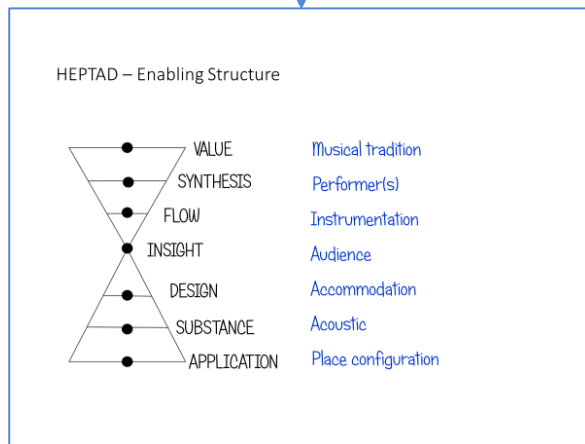 HEPTAD – Enabling Structure
VALUE Musical tradition
SYNTHESIS Performer(s)
FLOW Instrumentation
INSIGHT Audience
DESIGN Accommodation
SUBSTANCE Acoustic
APPLICATION Place configuration